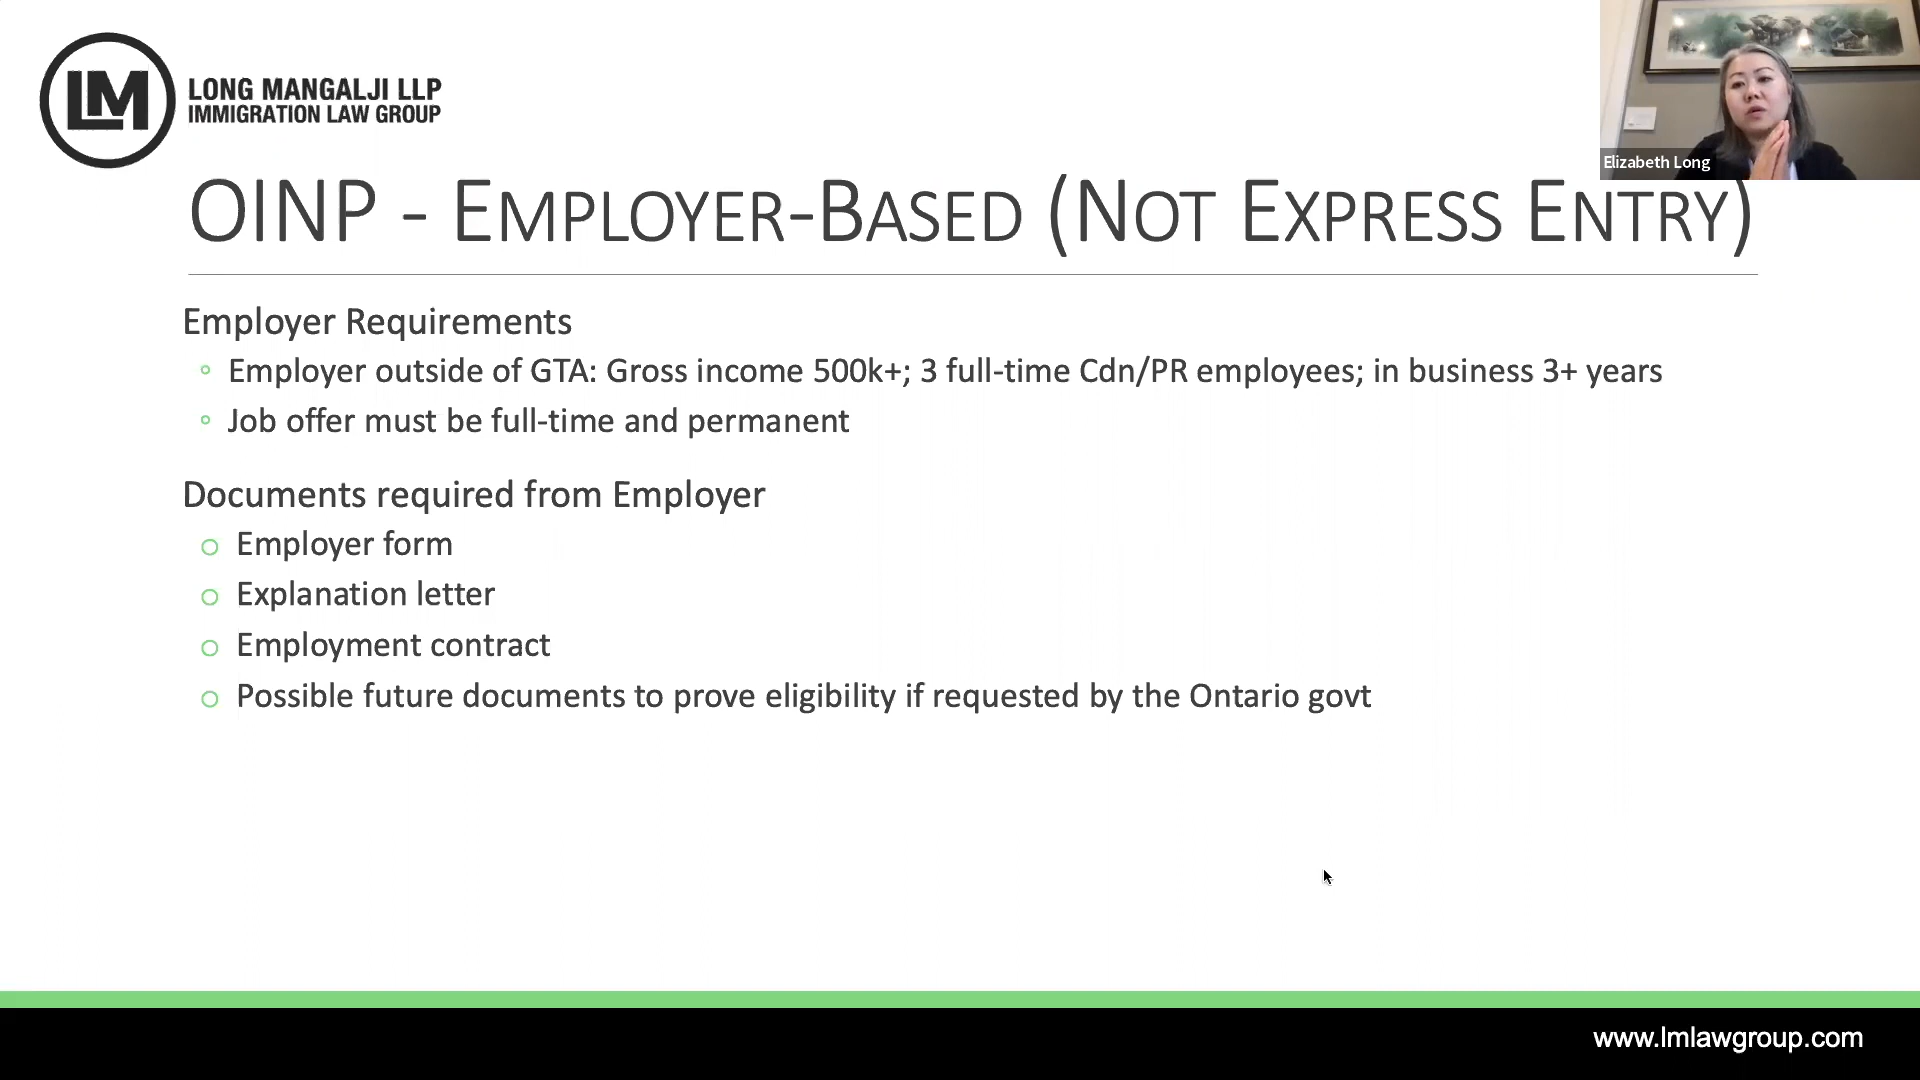 LM
LONG MANGALJI LLP
IMMIGRATION LAW GROUP
Elizabeth Long
OINP - EMPLOYER-BASED (NOT EXPRESS ENTRY)
Employer Requirements
Employer outside of GTA: Gross income 500k+; 3 full-time Cdn/PR employees; in business 3+ years
Job offer must be full-time and permanent
Documents required from Employer
Employer form
Explanation letter
Employment contract
Possible future documents to prove eligibility if requested by the Ontario govt
www.lmlawgroup.com